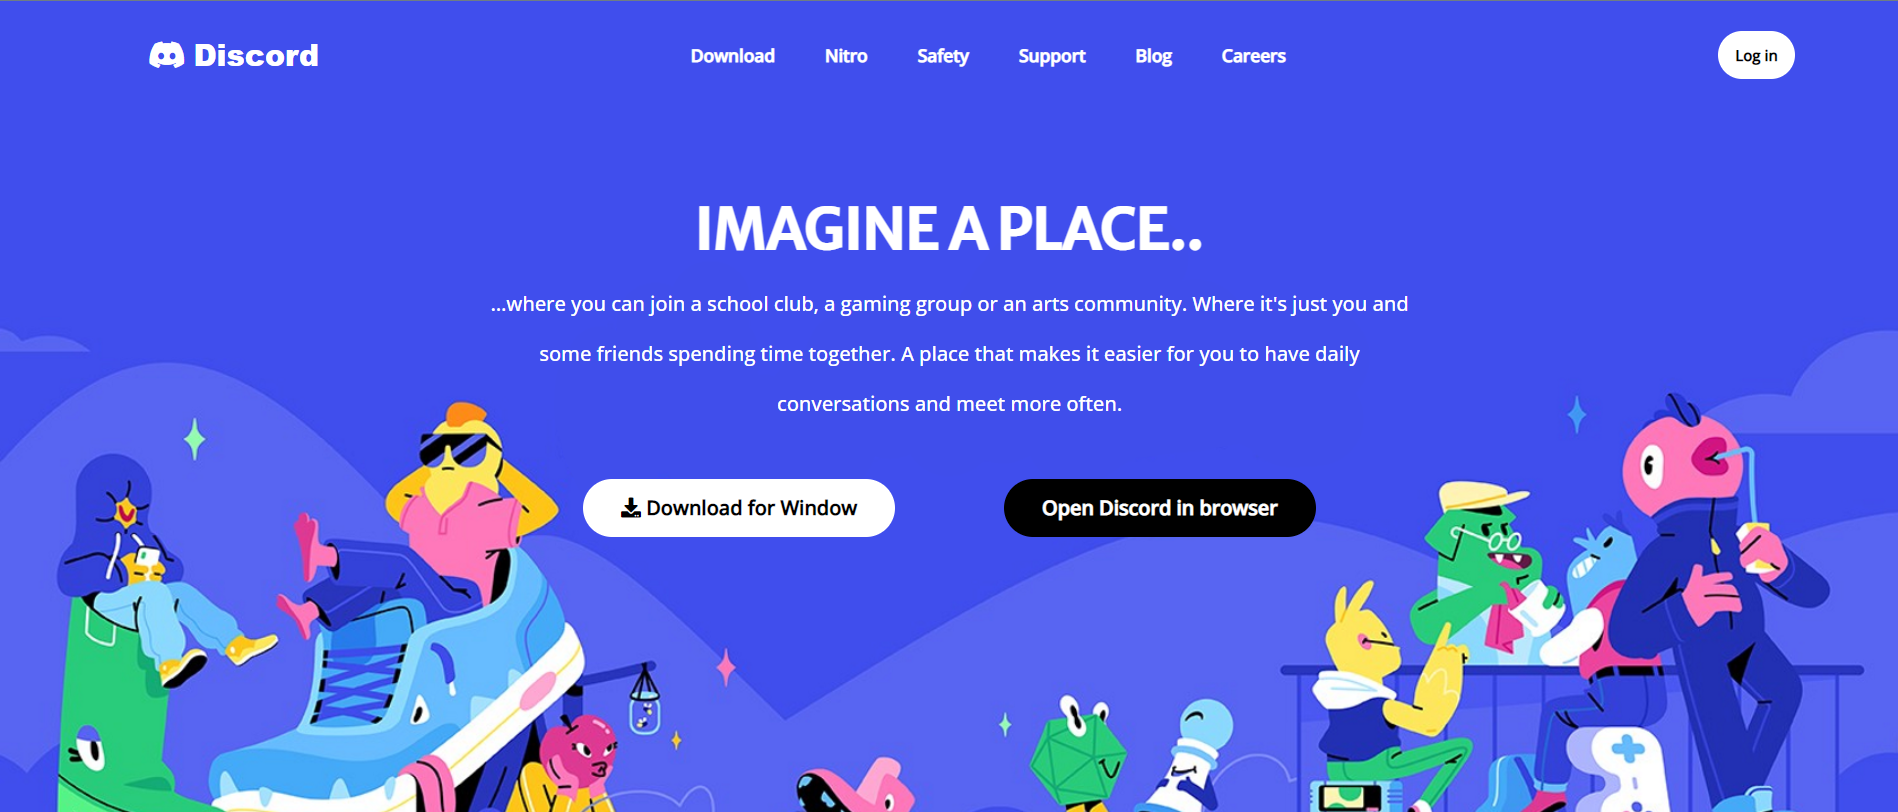 Discord
Download Nitro Safety Support Blog Careers
Log in
IMAGINE A PLACE..
...where you can join a school club, a gaming group or an arts community. Where it's just you and
some friends spending time together. A place that makes it easier for you to have daily
conversations and meet more often.
Download for Window
Open Discord in browser